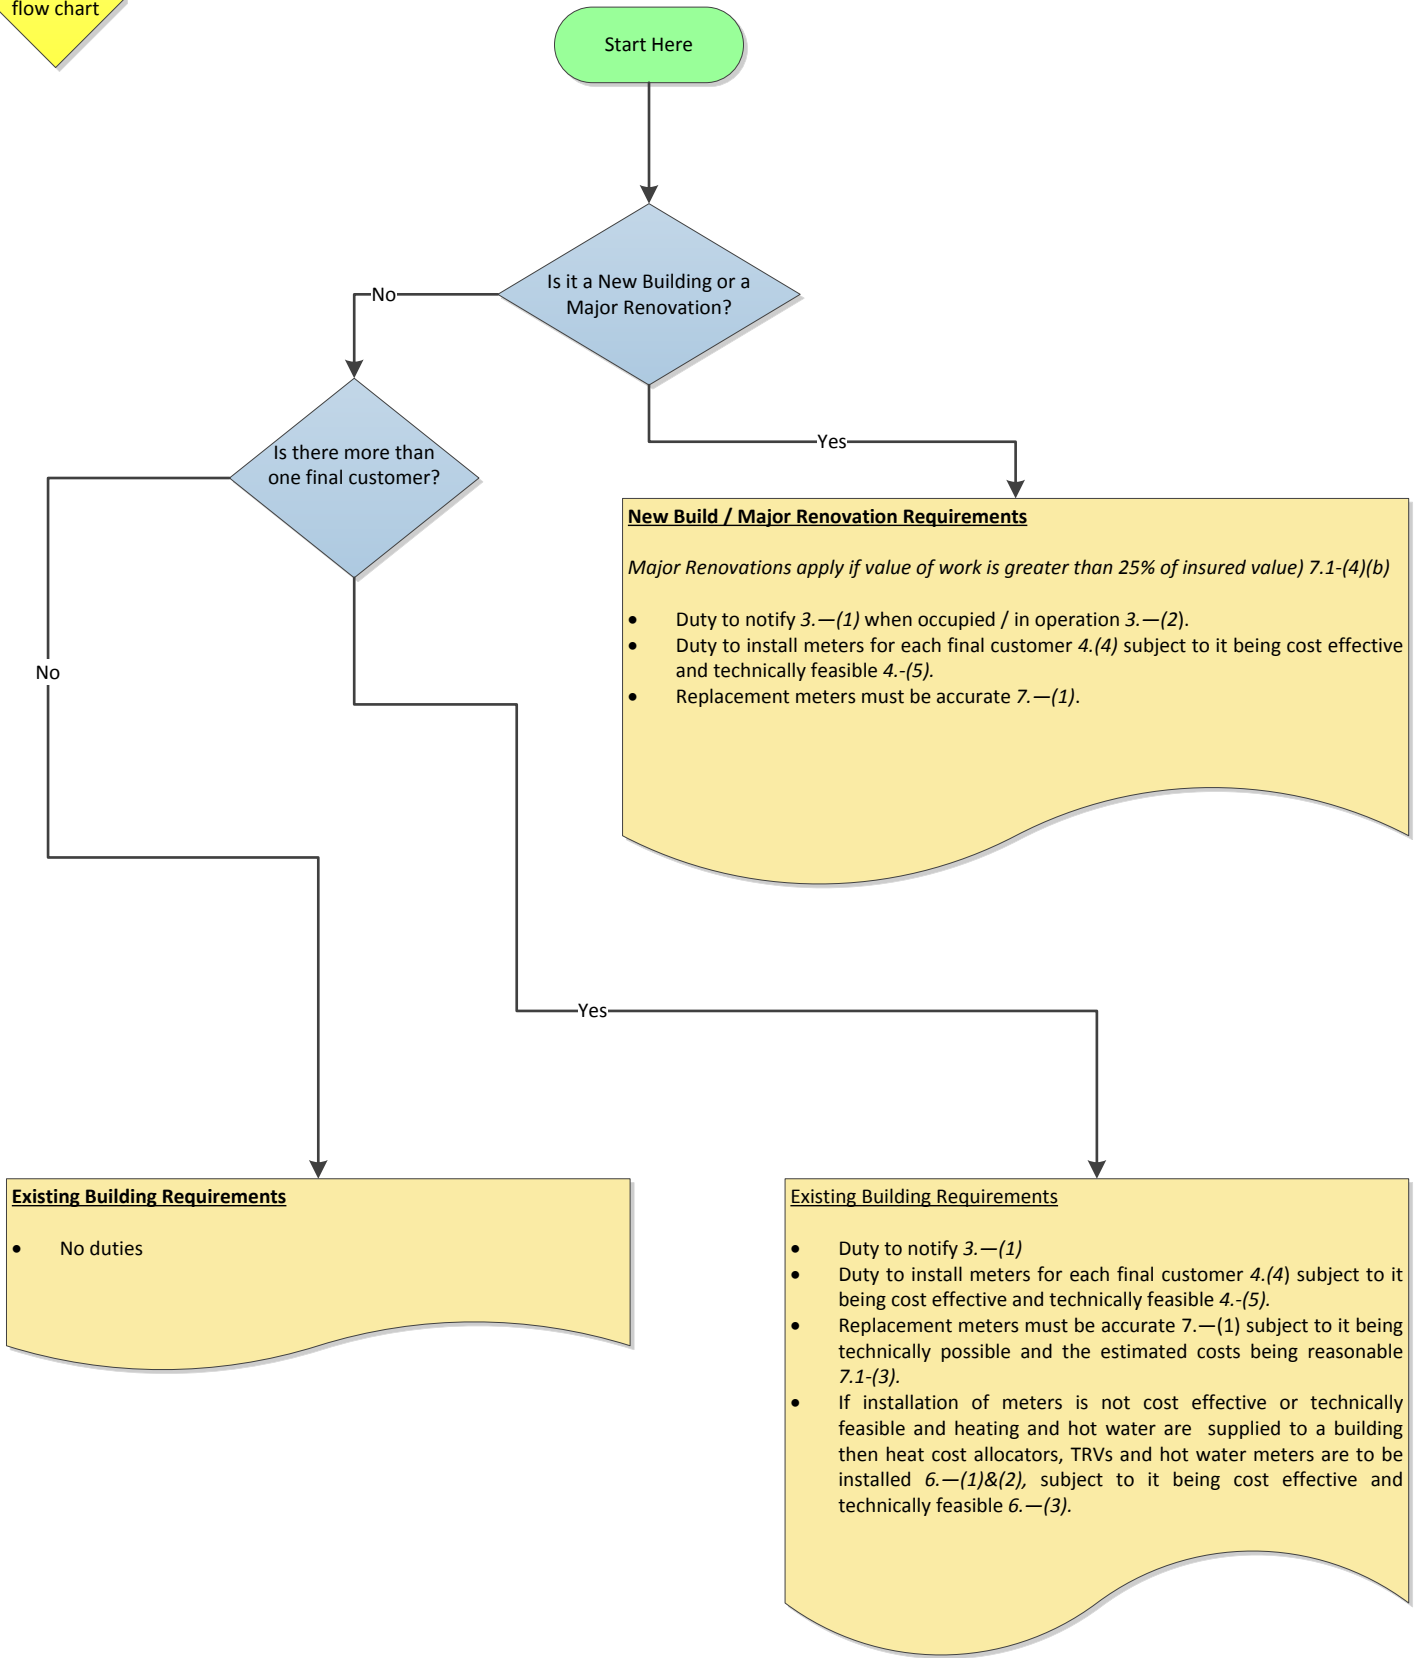 flow chart
Start Here
Is it a New Building or a
Major Renovation?
No
Is there more than
one final customer?
Yes
New Build / Major Renovation Requirements
Major Renovations apply if value of work is greater than 25% of insured value) 7.1-(4)(b)
• Duty to notify 3.—(1) when occupied / in operation 3.—(2).
• Duty to install meters for each final customer 4.(4) subject to it being cost effective
and technically feasible 4.-(5).
• Replacement meters must be accurate 7.—(1).
No
Yes
Existing Building Requirements
• No duties
Existing Building Requirements
• Duty to notify 3.—(1)
• Duty to install meters for each final customer 4.(4) subject to it
being cost effective and technically feasible 4.-(5).
• Replacement meters must be accurate 7.—(1) subject to it being
technically possible and the estimated costs being reasonable
7.1-(3).
• If installation of meters is not cost effective or technically
feasible and heating and hot water are supplied to a building
then heat cost allocators, TRVs and hot water meters are to be
installed 6.—(1)&(2), subject to it being cost effective and
technically feasible 6.—(3).